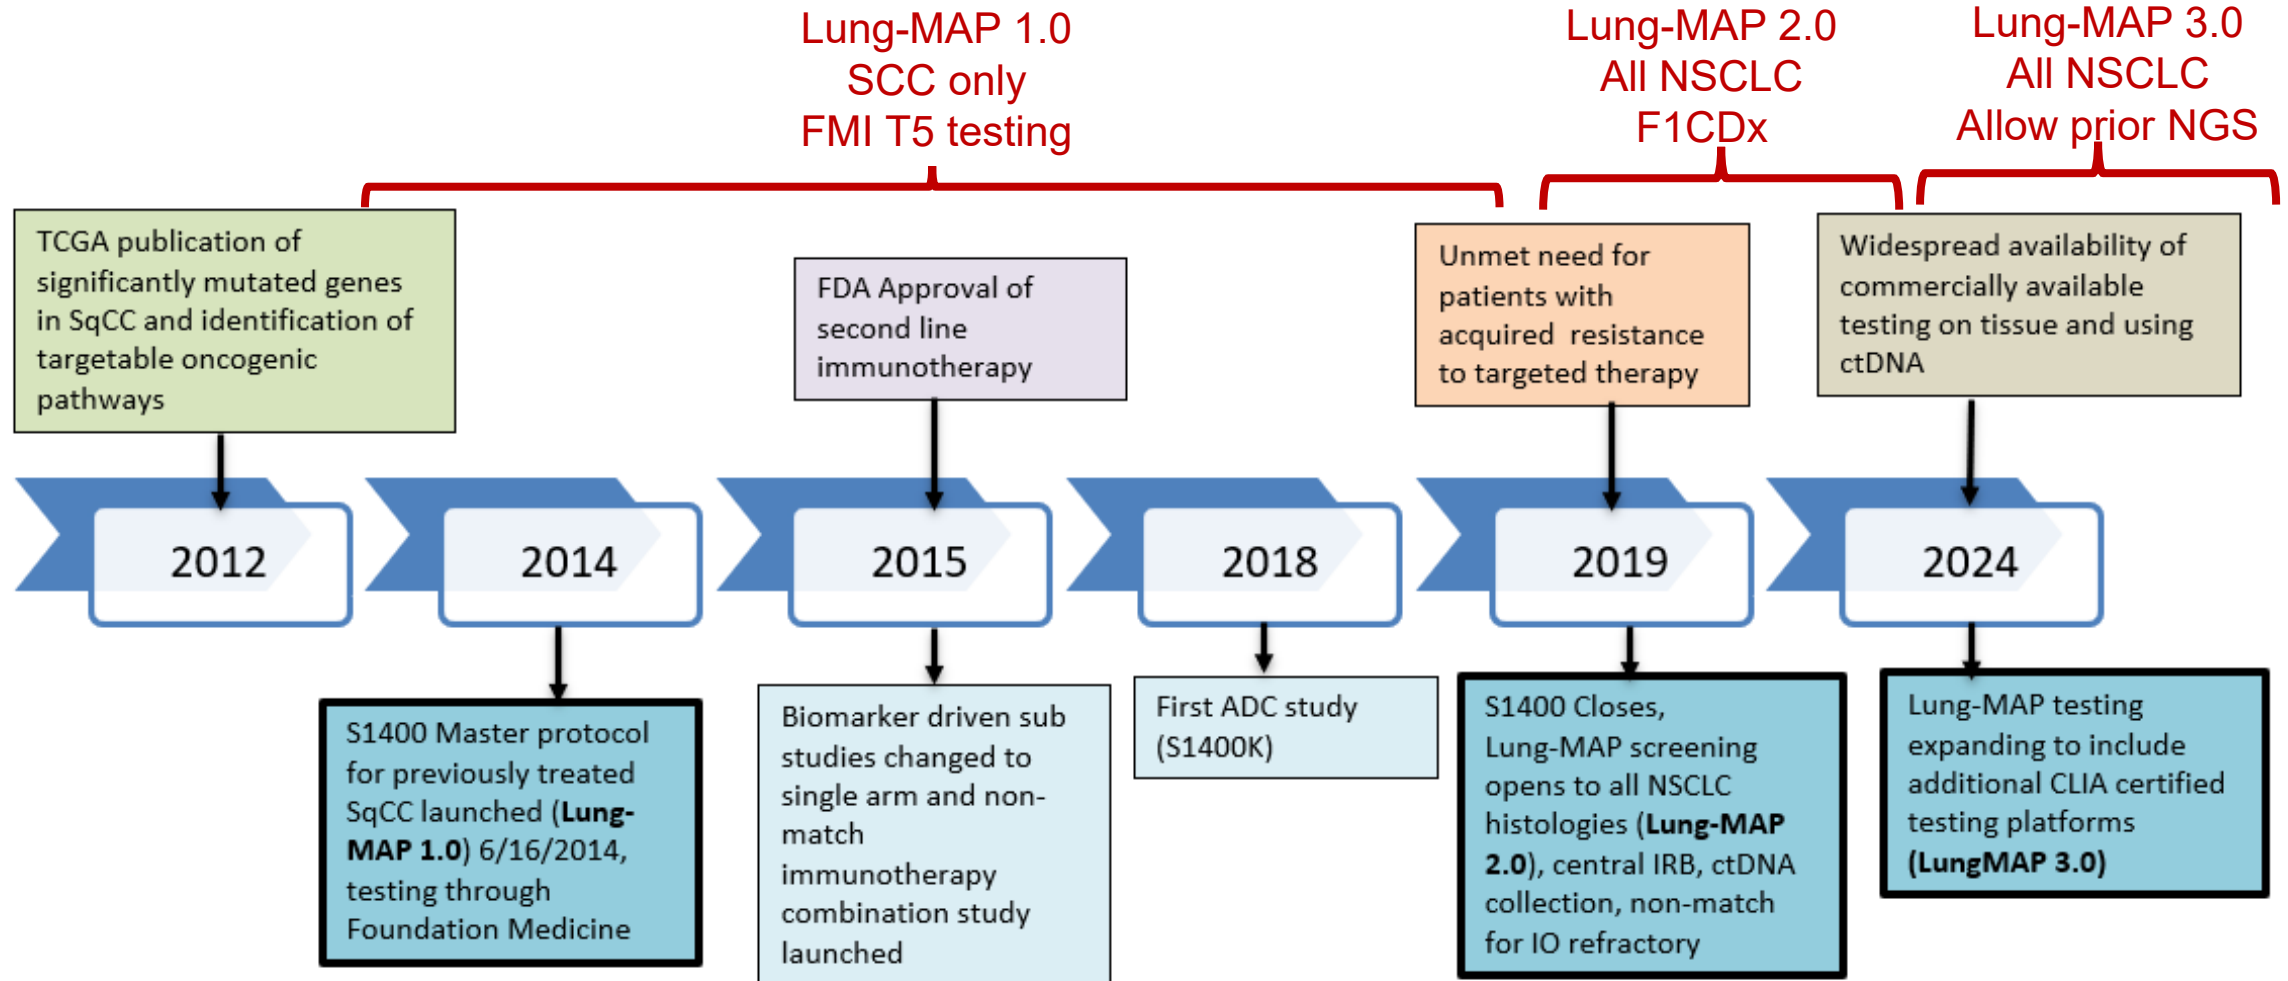 Lung-MAP 1.0
SCC only
FMI T5 testing
Lung-MAP 2.0
All NSCLC
F1CDx
Lung-MAP 3.0
All NSCLC
Allow prior NGS
TCGA publication of
significantly mutated genes
in SqCC and identification of
targetable oncogenic
pathways
FDA Approval of
second line
immunotherapy
Unmet need for
patients with
acquired resistance
to targeted therapy
Widespread availability of
commercially available
testing on tissue and using
ctDNA
2012
2014
2015
2018
2019
2024
S1400 Master protocol
for previously treated
SqCC launched (Lung-
MAP 1.0) 6/16/2014,
testing through
Foundation Medicine
Biomarker driven sub
studies changed to
single arm and non-
match
immunotherapy
combination study
launched
First ADC study
(S1400K)
S1400 Closes,
Lung-MAP screening
opens to all NSCLC
histologies (Lung-MAP
2.0), central IRB, ctDNA
collection, non-match
for IO refractory
Lung-MAP testing
expanding to include
additional CLIA certified
testing platforms
(LungMAP 3.0)